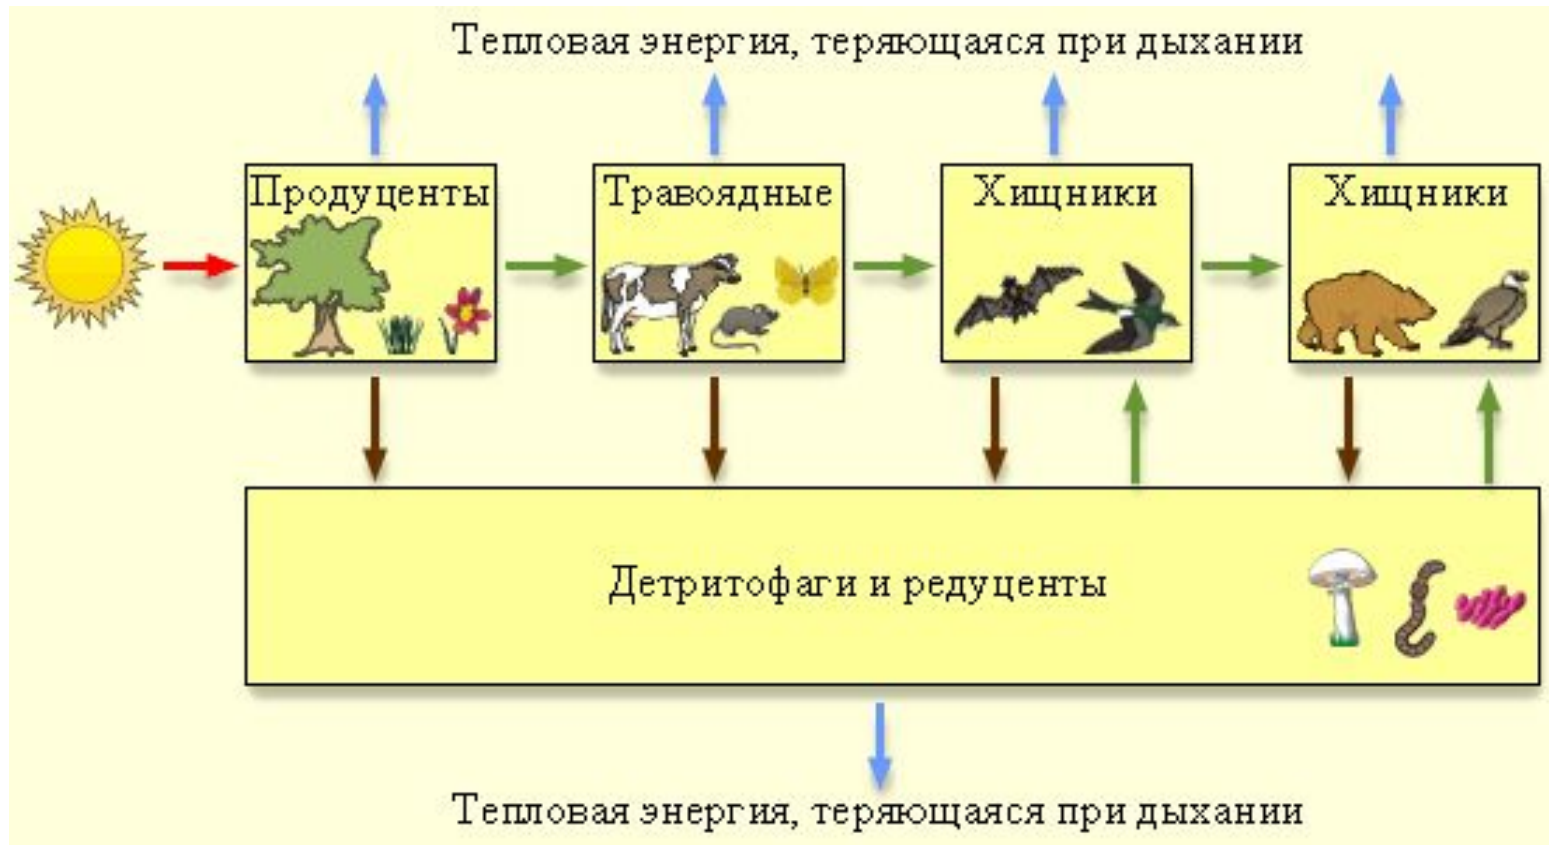 Тепловая энергия, теряющаяся при дыхании
Продуценты
Травоядные
Хищники
Хищники
Детритофаги и редуценты
Тепловая энергия, теряющаяся при дыхании